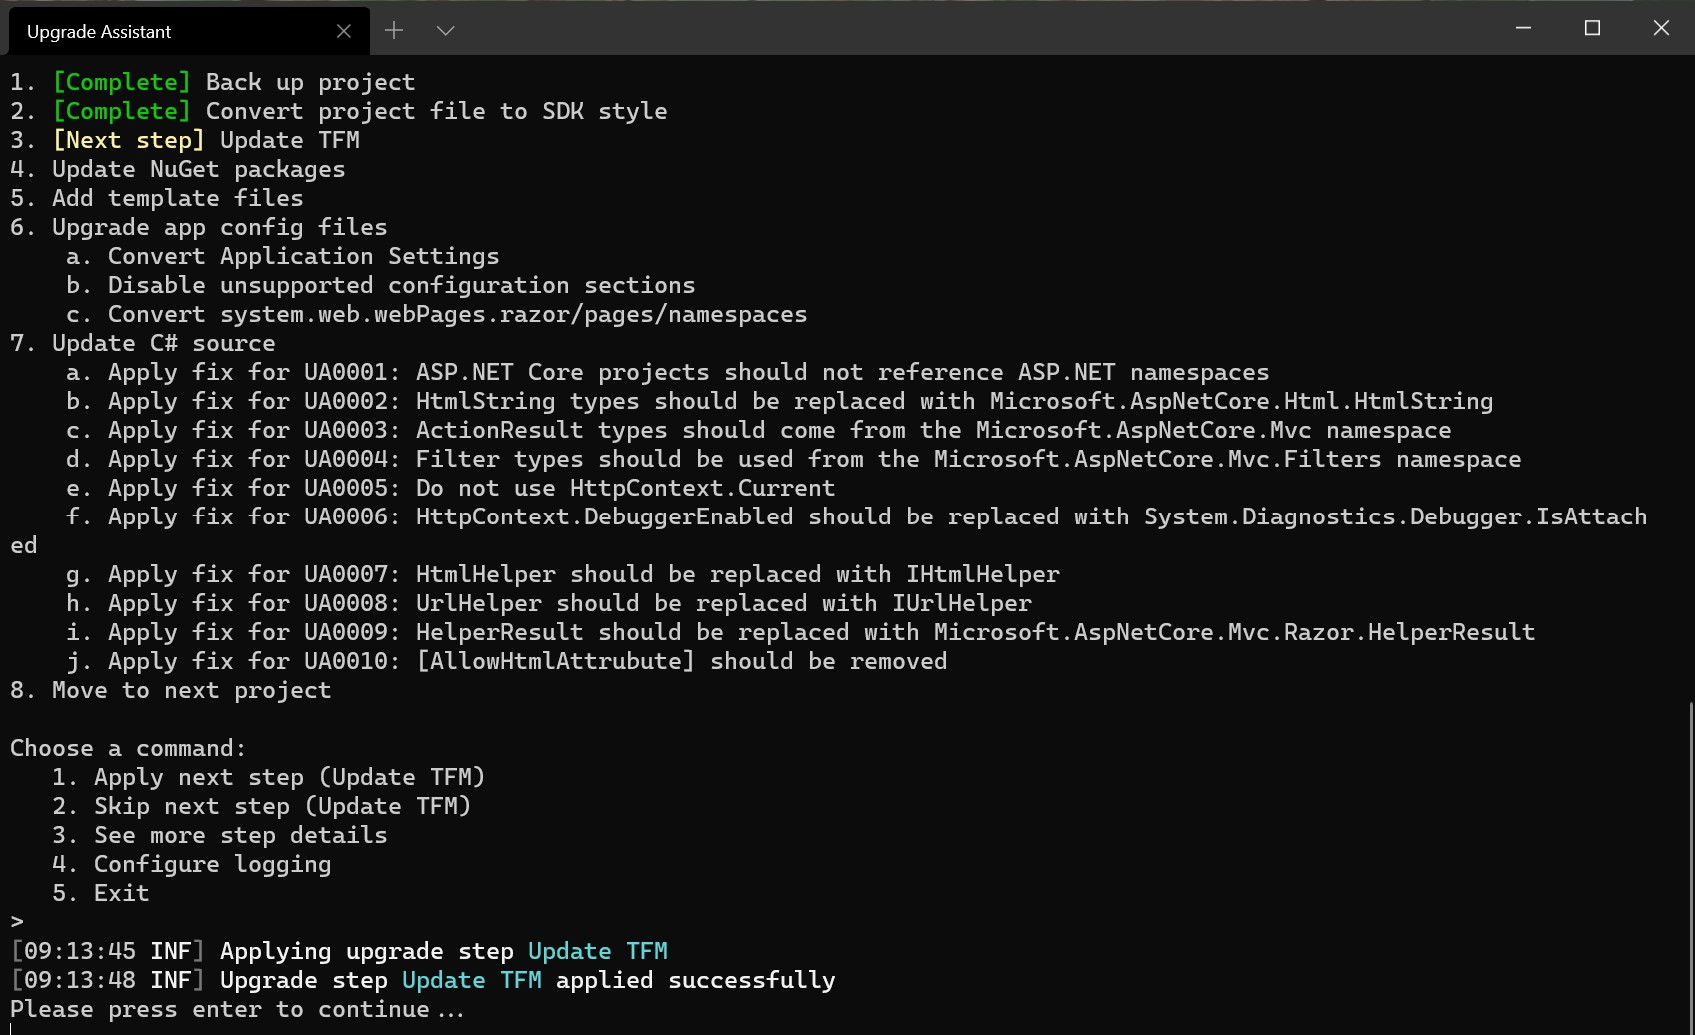 Upgrade Assistant
1. [Complete] Back up project
2. [Complete] Convert project file to SDK style
3. [Next step] Update TFM
4. Update NuGet packages
5. Add template files
6. Upgrade app config files
    a. Convert Application Settings
    b. Disable unsupported configuration sections
    c. Convert system.web.webPages.razor/pages/namespaces
7. Update C# source
    a. Apply fix for UA0001: ASP.NET Core projects should not reference ASP.NET namespaces
    b. Apply fix for UA0002: HtmlString types should be replaced with Microsoft.AspNetCore.Html.HtmlString
    c. Apply fix for UA0003: ActionResult types should come from the Microsoft.AspNetCore.Mvc namespace
    d. Apply fix for UA0004: Filter types should be used from the Microsoft.AspNetCore.Mvc.Filters namespace
    e. Apply fix for UA0005: Do not use HttpContext.Current
    f. Apply fix for UA0006: HttpContext.DebuggerEnabled should be replaced with System.Diagnostics.Debugger.IsAttach
ed
    g. Apply fix for UA0007: HtmlHelper should be replaced with IHtmlHelper
    h. Apply fix for UA0008: UrlHelper should be replaced with IUrlHelper
    i. Apply fix for UA0009: HelperResult should be replaced with Microsoft.AspNetCore.Mvc.Razor.HelperResult
    j. Apply fix for UA0010: [AllowHtmlAttrubute] should be removed
8. Move to next project
Choose a command:
   1. Apply next step (Update TFM)
   2. Skip next step (Update TFM)
   3. See more step details
   4. Configure logging
   5. Exit
>
[09:13:45 INF] Applying upgrade step Update TFM
[09:13:48 INF] Upgrade step Update TFM applied successfully
Please press enter to continue...